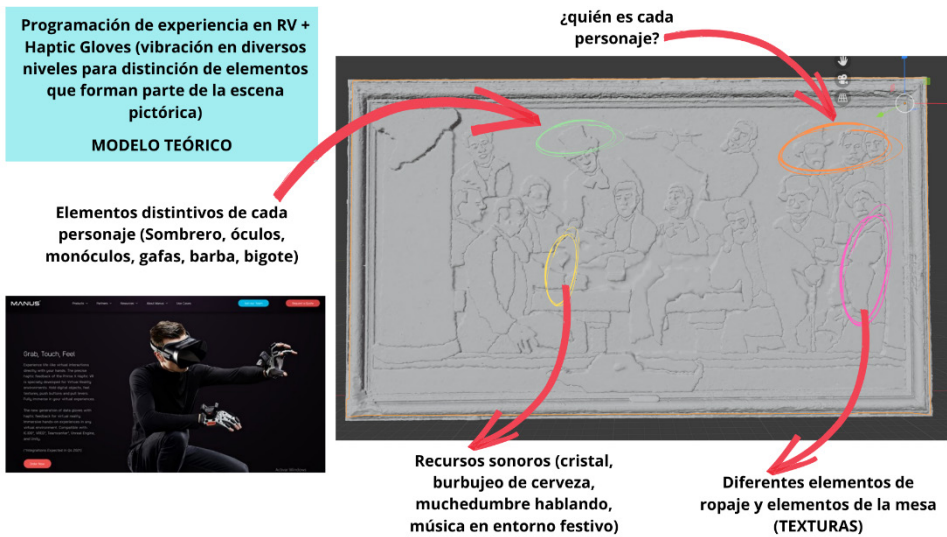 Programación de experiencia en RV +
Haptic Gloves (vibración en diversos
niveles para distinción de elementos
que forman parte de la escena
pictórica)
MODELO TEÓRICO
¿quién es cada
personaje?
Elementos distintivos de cada
personaje (Sombrero, óculos,
monóculos, gafas, barba, bigote)
MANUS
Grab, Touch, Feel
Recursos sonoros (cristal,
burbujeo de cerveza,
muchedumbre hablando,
música en entorno festivo)
Diferentes elementos de
ropaje y elementos de la mesa
(TEXTURAS)